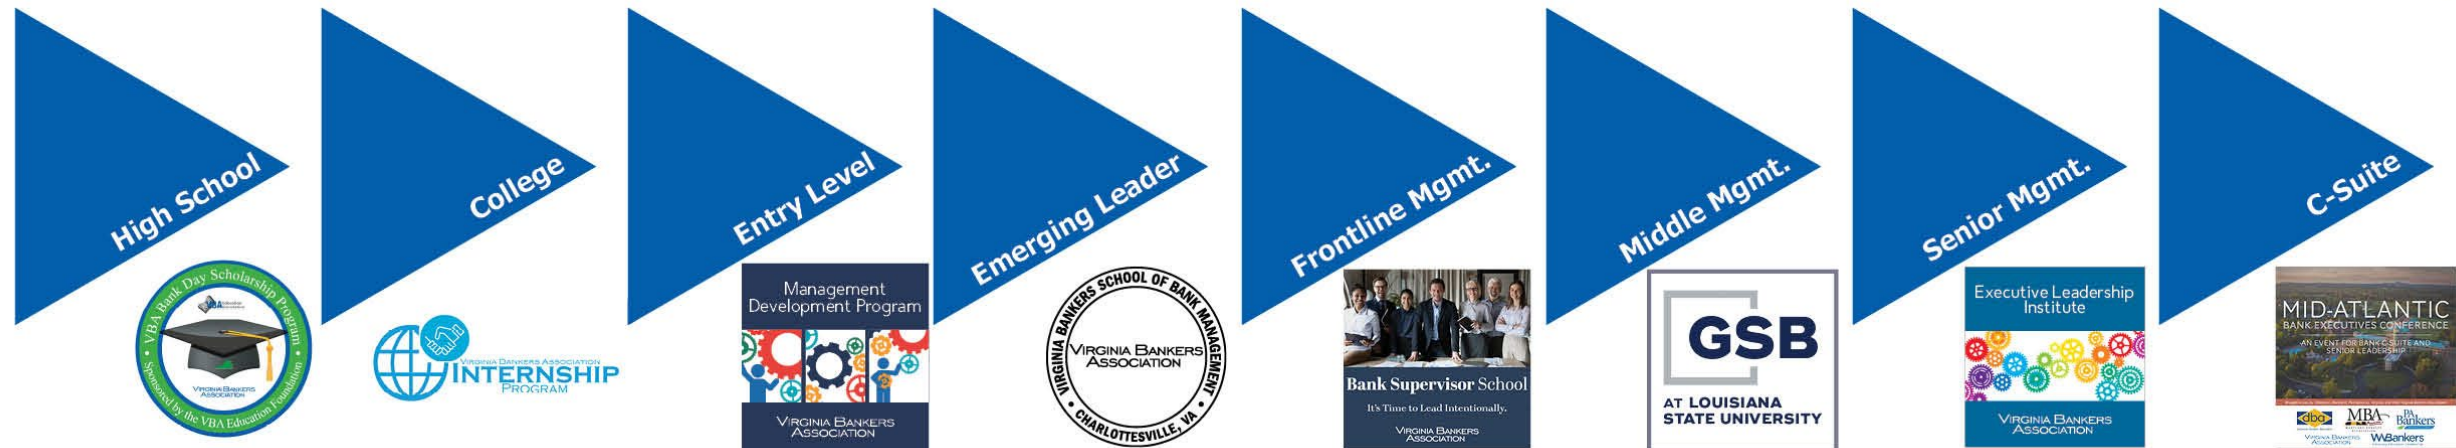 High School
College
Entry Level
Emerging Leader
Frontline Mgmt.
Middle Mgmt.
Senior Mgmt.
C-Suite
VBA Bank Day Scholarship Program
VIRGINIA BANKERS
ASSOCIATION
Sponsored by the VBA Education Foundation
VIRGINIA BANKERS ASSOCIATION
INTERNSHIP
PROGRAM
Management
Development Program
VIRGINIA BANKERS
ASSOCIATION
VIRGINIA BANKERS SCHOOL OF BANK MANAGEMENT
VIRGINIA BANKERS
ASSOCIATION
CHARLOTTESVILLE, VA
Bank Supervisor School
It's Time to Lead Intentionally.
VIRGINIA BANKERS
ASSOCIATION
GSB
AT LOUISIANA
STATE UNIVERSITY
Executive Leadership
Institute
VIRGINIA BANKERS
ASSOCIATION
MID-ATLANTIC
BANK EXECUTIVES CONFERENCE
AN EVENT FOR BANK C-SUITE AND
SENIOR LEADERSHIP
dba
MBA
PA
Bankers
VIRGINIA BANKERS
ASSOCIATION
WVBankers